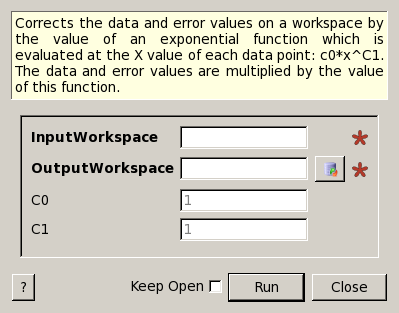 Corrects the data and error values on a workspace by
the value of an exponential function which is
evaluated at the X value of each data point: c0*x^C1.
The data and error values are multiplied by the value
of this function.
InputWorkspace *
OutputWorkspace *
C0 1
C1 1
? Keep Open Run Close